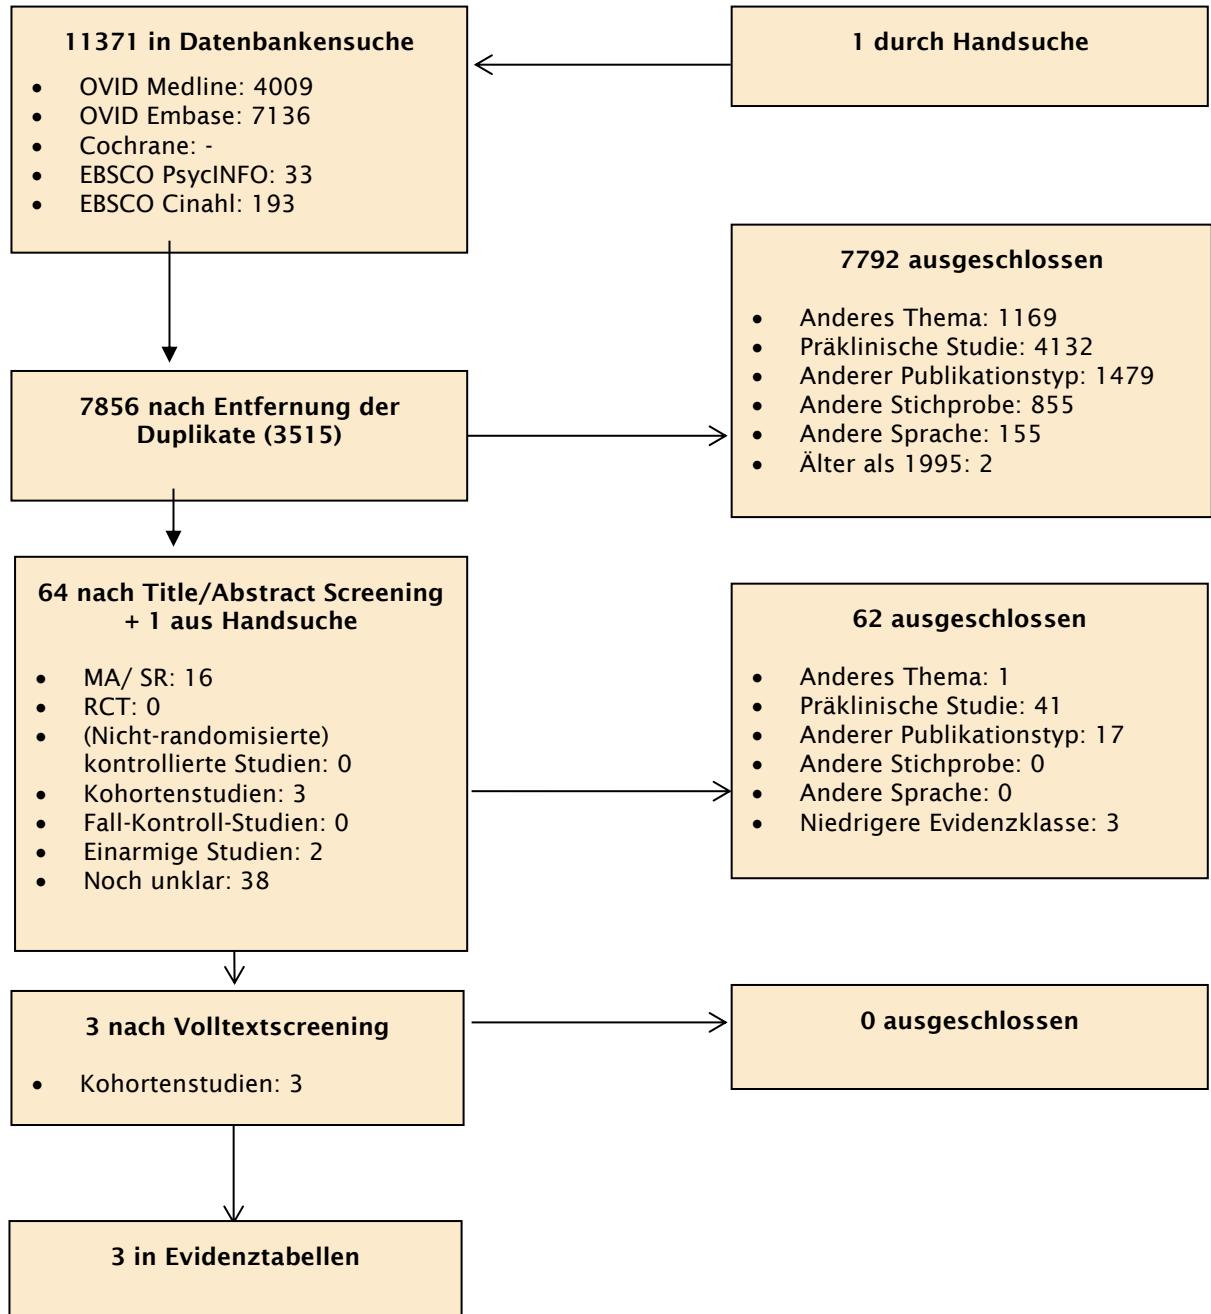 11371 in Datenbankensuche
• OVID Medline: 4009
• OVID Embase: 7136
• Cochrane: -
• EBSCO PsycINFO: 33
• EBSCO Cinahl: 193
1 durch Handsuche
7856 nach Entfernung der
Duplikate (3515)
7792 ausgeschlossen
• Anderes Thema: 1169
• Präklinische Studie: 4132
• Anderer Publikationstyp: 1479
• Andere Stichprobe: 855
• Andere Sprache: 155
• Älter als 1995: 2
64 nach Title/Abstract Screening
+ 1 aus Handsuche
• MA/ SR: 16
• RCT: 0
• (Nicht-randomisierte)
kontrollierte Studien: 0
• Kohortenstudien: 3
• Fall-Kontroll-Studien: 0
• Einarmige Studien: 2
• Noch unklar: 38
62 ausgeschlossen
• Anderes Thema: 1
• Präklinische Studie: 41
• Anderer Publikationstyp: 17
• Andere Stichprobe: 0
• Andere Sprache: 0
• Niedrigere Evidenzklasse: 3
3 nach Volltextscreening
• Kohortenstudien: 3
0 ausgeschlossen
3 in Evidenztabellen